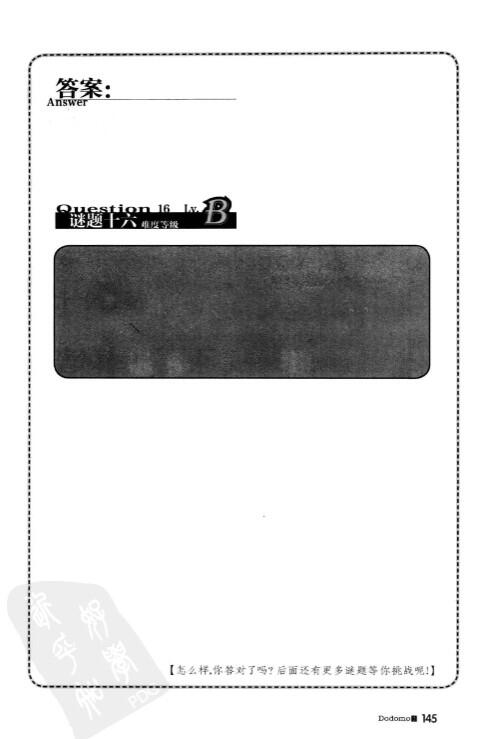 答案:
Answer
Question 16 Lv. B
谜题十六 难度等级
【怎么样,你答对了吗?后面还有更多谜题等你挑战呢!】
Dodomo 145